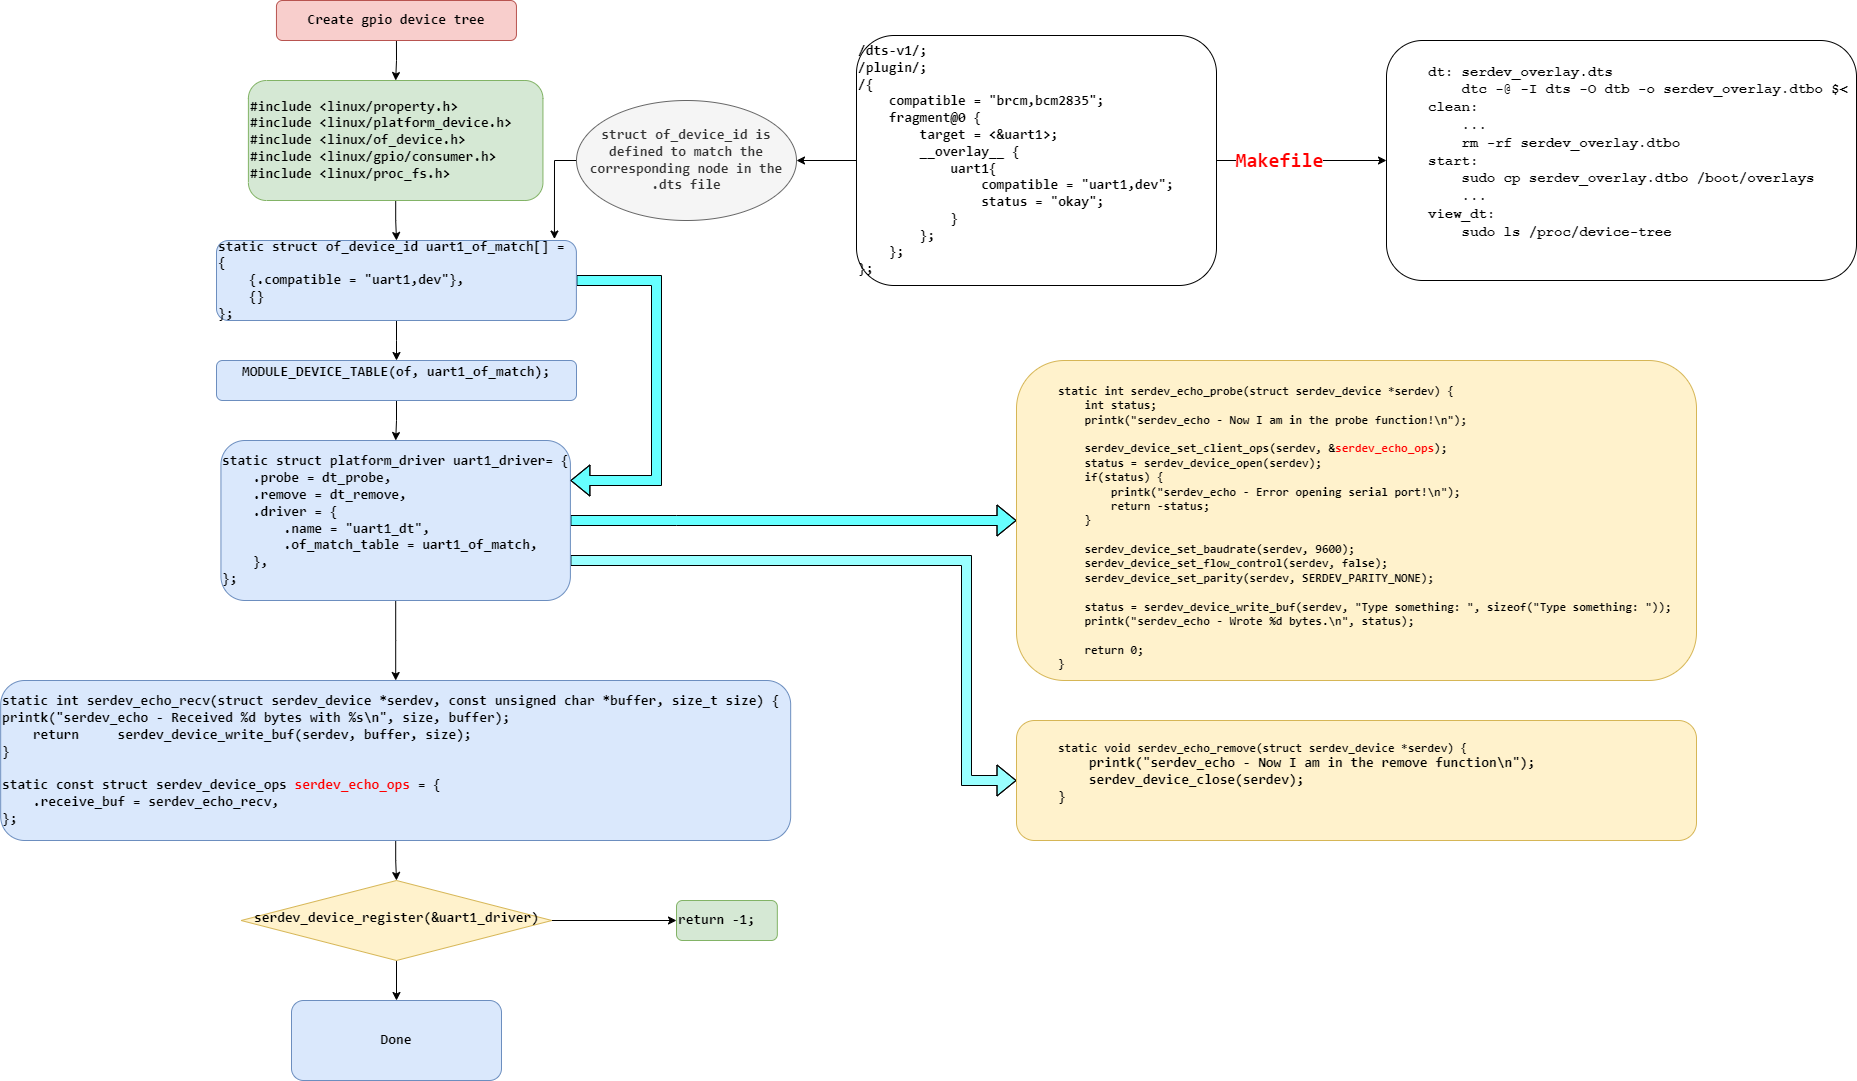 Create gpio device tree
#include <linux/property.h>
#include <linux/platform_device.h>
#include <linux/of_device.h>
#include <linux/gpio/consumer.h>
#include <linux/proc_fs.h>
struct of_device_id is
defined to match the
corresponding node in the
.dts file
/dts-v1/;
/plugin/;
/{
    compatible = "brcm,bcm2835";
    fragment@0 {
        target = <&uart1>;
        __overlay__ {
            uart1{
                compatible = "uart1,dev";
                status = "okay";
            }
        };
    };
};
Makefile
dt: serdev_overlay.dts
    dtc -@ -I dts -O dtb -o serdev_overlay.dtbo $<
clean:
    ...
    rm -rf serdev_overlay.dtbo
start:
    sudo cp serdev_overlay.dtbo /boot/overlays
    ...
view_dt:
    sudo ls /proc/device-tree
static struct of_device_id uart1_of_match[] =
{
    {.compatible = "uart1,dev"},
    {}
};
MODULE_DEVICE_TABLE(of, uart1_of_match);
static struct platform_driver uart1_driver= {
    .probe = dt_probe,
    .remove = dt_remove,
    .driver = {
        .name = "uart1_dt",
        .of_match_table = uart1_of_match,
    },
};
static int serdev_echo_probe(struct serdev_device *serdev) {
    int status;
    printk("serdev_echo - Now I am in the probe function!\n");
    serdev_device_set_client_ops(serdev, &serdev_echo_ops);
    status = serdev_device_open(serdev);
    if(status) {
        printk("serdev_echo - Error opening serial port!\n");
        return -status;
    }
    serdev_device_set_baudrate(serdev, 9600);
    serdev_device_set_flow_control(serdev, false);
    serdev_device_set_parity(serdev, SERDEV_PARITY_NONE);
    status = serdev_device_write_buf(serdev, "Type something: ", sizeof("Type something: "));
    printk("serdev_echo - Wrote %d bytes.\n", status);
    return 0;
}
static int serdev_echo_recv(struct serdev_device *serdev, const unsigned char *buffer, size_t size) {
printk("serdev_echo - Received %d bytes with %s\n", size, buffer);
    return     serdev_device_write_buf(serdev, buffer, size);
}
static const struct serdev_device_ops serdev_echo_ops = {
    .receive_buf = serdev_echo_recv,
};
static void serdev_echo_remove(struct serdev_device *serdev) {
    printk("serdev_echo - Now I am in the remove function\n");
    serdev_device_close(serdev);
}
serdev_device_register(&uart1_driver)
return -1;
Done